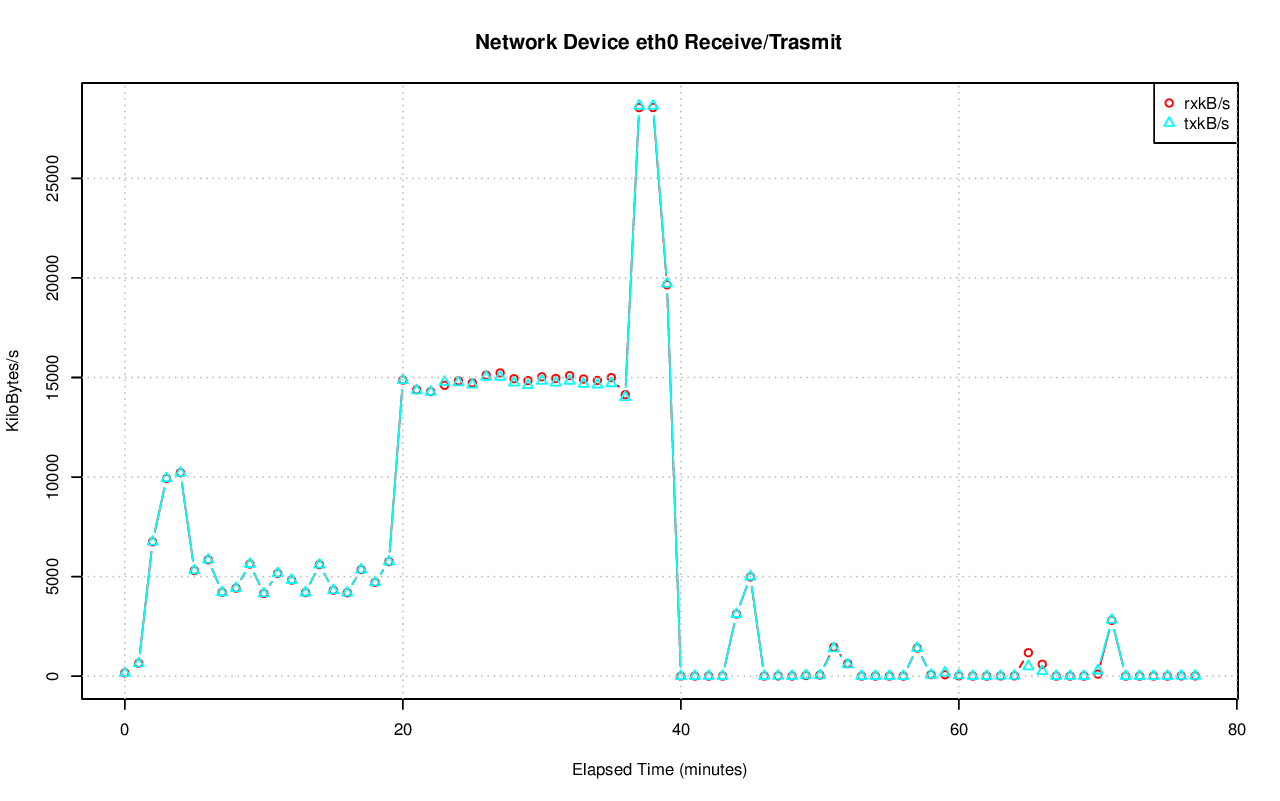 Network Device eth0 Receive/Trasmit
rxkB/s
txkB/s
25000
20000
15000
10000
5000
0
KiloBytes/s
0 20 40 60 80
Elapsed Time (minutes)